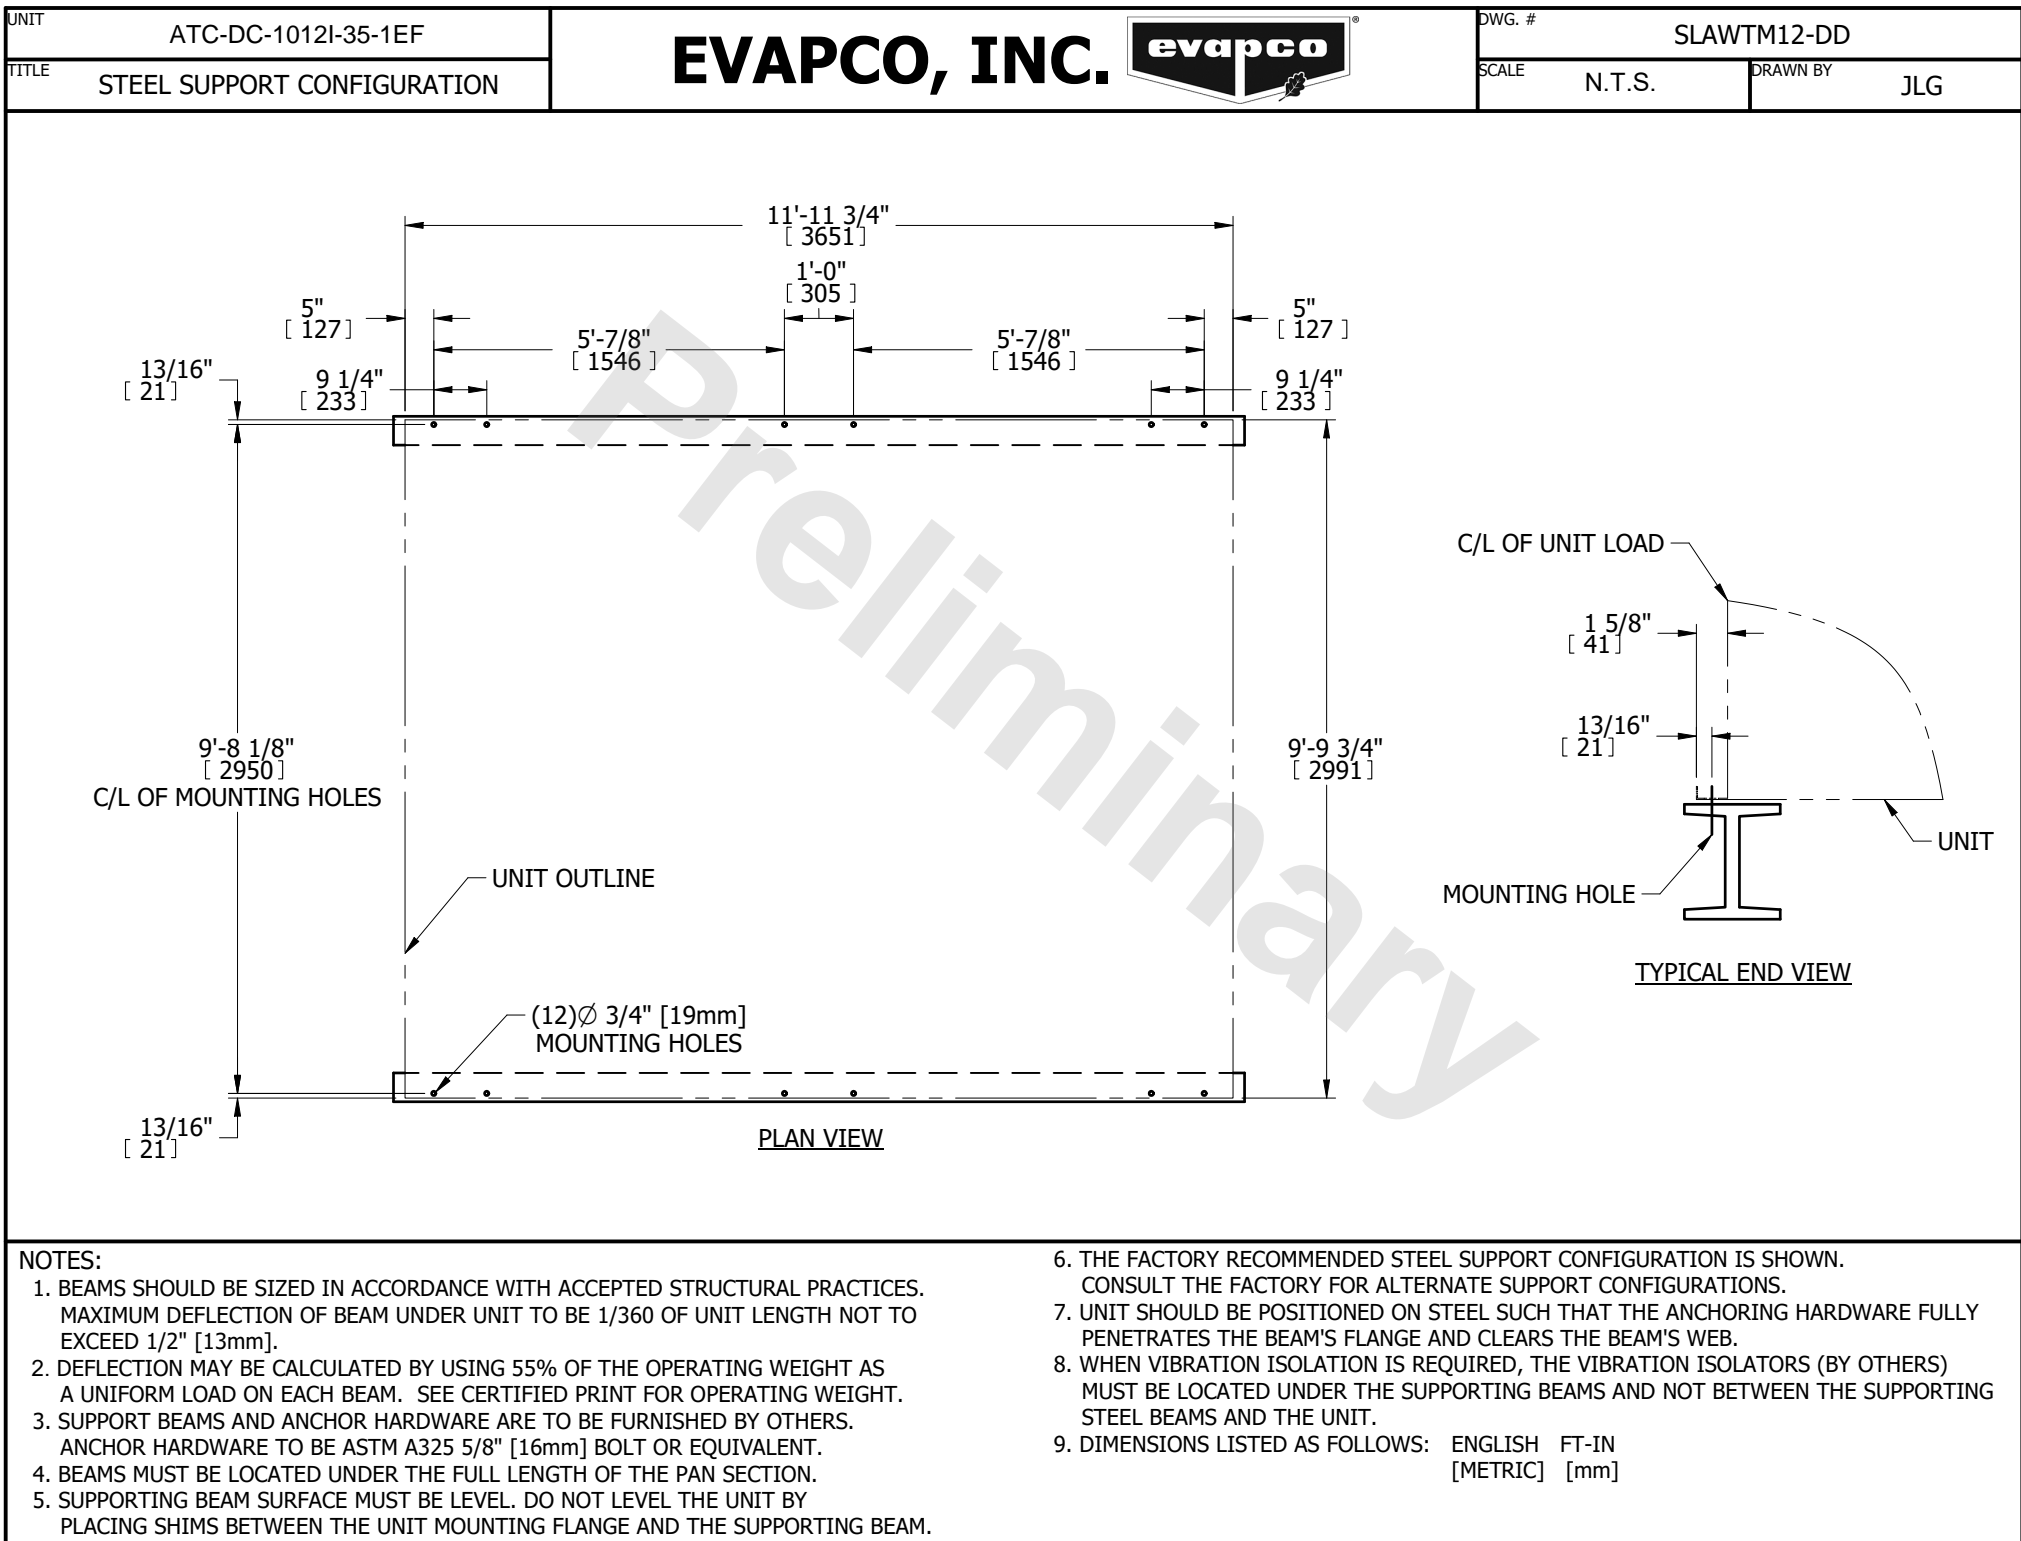 UNIT
ATC-DC-1012I-35-1EF
TITLE
STEEL SUPPORT CONFIGURATION
EVAPCO, INC.
evapco
®
DWG. #
SLAWTM12-DD
SCALE
N.T.S.
DRAWN BY
JLG
11'-11 3/4"
[ 3651]
1'-0"
[ 305 ]
5"
[ 127]
5"
[ 127 ]
5'-7/8"
[ 1546 ]
5'-7/8"
[ 1546 ]
13/16"
[ 21]
9 1/4"
[ 233]
9 1/4"
[ 233 ]
Preliminary
C/L OF UNIT LOAD
1 5/8"
[ 41]
13/16"
[ 21]
9'-8 1/8"
[ 2950]
C/L OF MOUNTING HOLES
9'-9 3/4"
[ 2991]
UNIT
MOUNTING HOLE
TYPICAL END VIEW
UNIT OUTLINE
(12)Ø 3/4" [19mm]
MOUNTING HOLES
13/16"
[ 21]
PLAN VIEW
NOTES:
1. BEAMS SHOULD BE SIZED IN ACCORDANCE WITH ACCEPTED STRUCTURAL PRACTICES.
MAXIMUM DEFLECTION OF BEAM UNDER UNIT TO BE 1/360 OF UNIT LENGTH NOT TO
EXCEED 1/2" [13mm].
2. DEFLECTION MAY BE CALCULATED BY USING 55% OF THE OPERATING WEIGHT AS
A UNIFORM LOAD ON EACH BEAM. SEE CERTIFIED PRINT FOR OPERATING WEIGHT.
3. SUPPORT BEAMS AND ANCHOR HARDWARE ARE TO BE FURNISHED BY OTHERS.
ANCHOR HARDWARE TO BE ASTM A325 5/8" [16mm] BOLT OR EQUIVALENT.
4. BEAMS MUST BE LOCATED UNDER THE FULL LENGTH OF THE PAN SECTION.
5. SUPPORTING BEAM SURFACE MUST BE LEVEL. DO NOT LEVEL THE UNIT BY
PLACING SHIMS BETWEEN THE UNIT MOUNTING FLANGE AND THE SUPPORTING BEAM.
6. THE FACTORY RECOMMENDED STEEL SUPPORT CONFIGURATION IS SHOWN.
CONSULT THE FACTORY FOR ALTERNATE SUPPORT CONFIGURATIONS.
7. UNIT SHOULD BE POSITIONED ON STEEL SUCH THAT THE ANCHORING HARDWARE FULLY
PENETRATES THE BEAM'S FLANGE AND CLEARS THE BEAM'S WEB.
8. WHEN VIBRATION ISOLATION IS REQUIRED, THE VIBRATION ISOLATORS (BY OTHERS)
MUST BE LOCATED UNDER THE SUPPORTING BEAMS AND NOT BETWEEN THE SUPPORTING
STEEL BEAMS AND THE UNIT.
9. DIMENSIONS LISTED AS FOLLOWS: ENGLISH FT-IN
[METRIC] [mm]